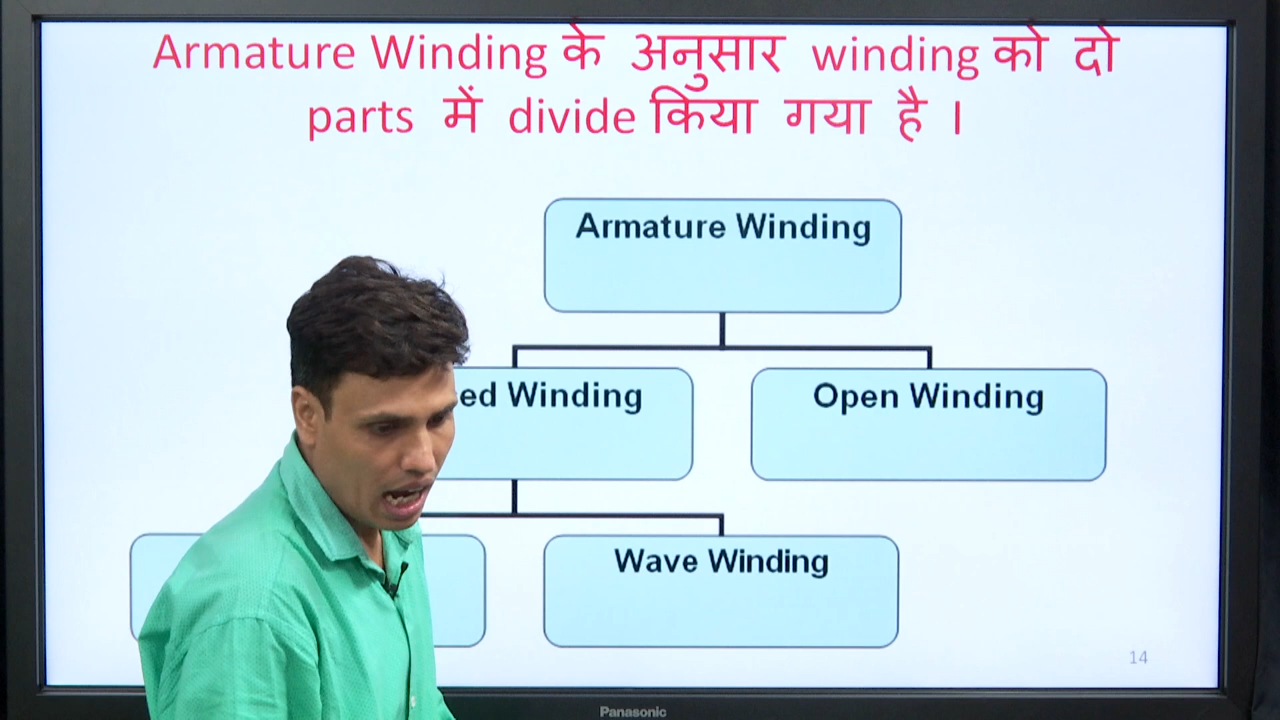 Armature Winding के अनुसार winding को दो
parts में divide किया गया है ।
Armature Winding
ed Winding
Open Winding
Wave Winding
14
Panasonic